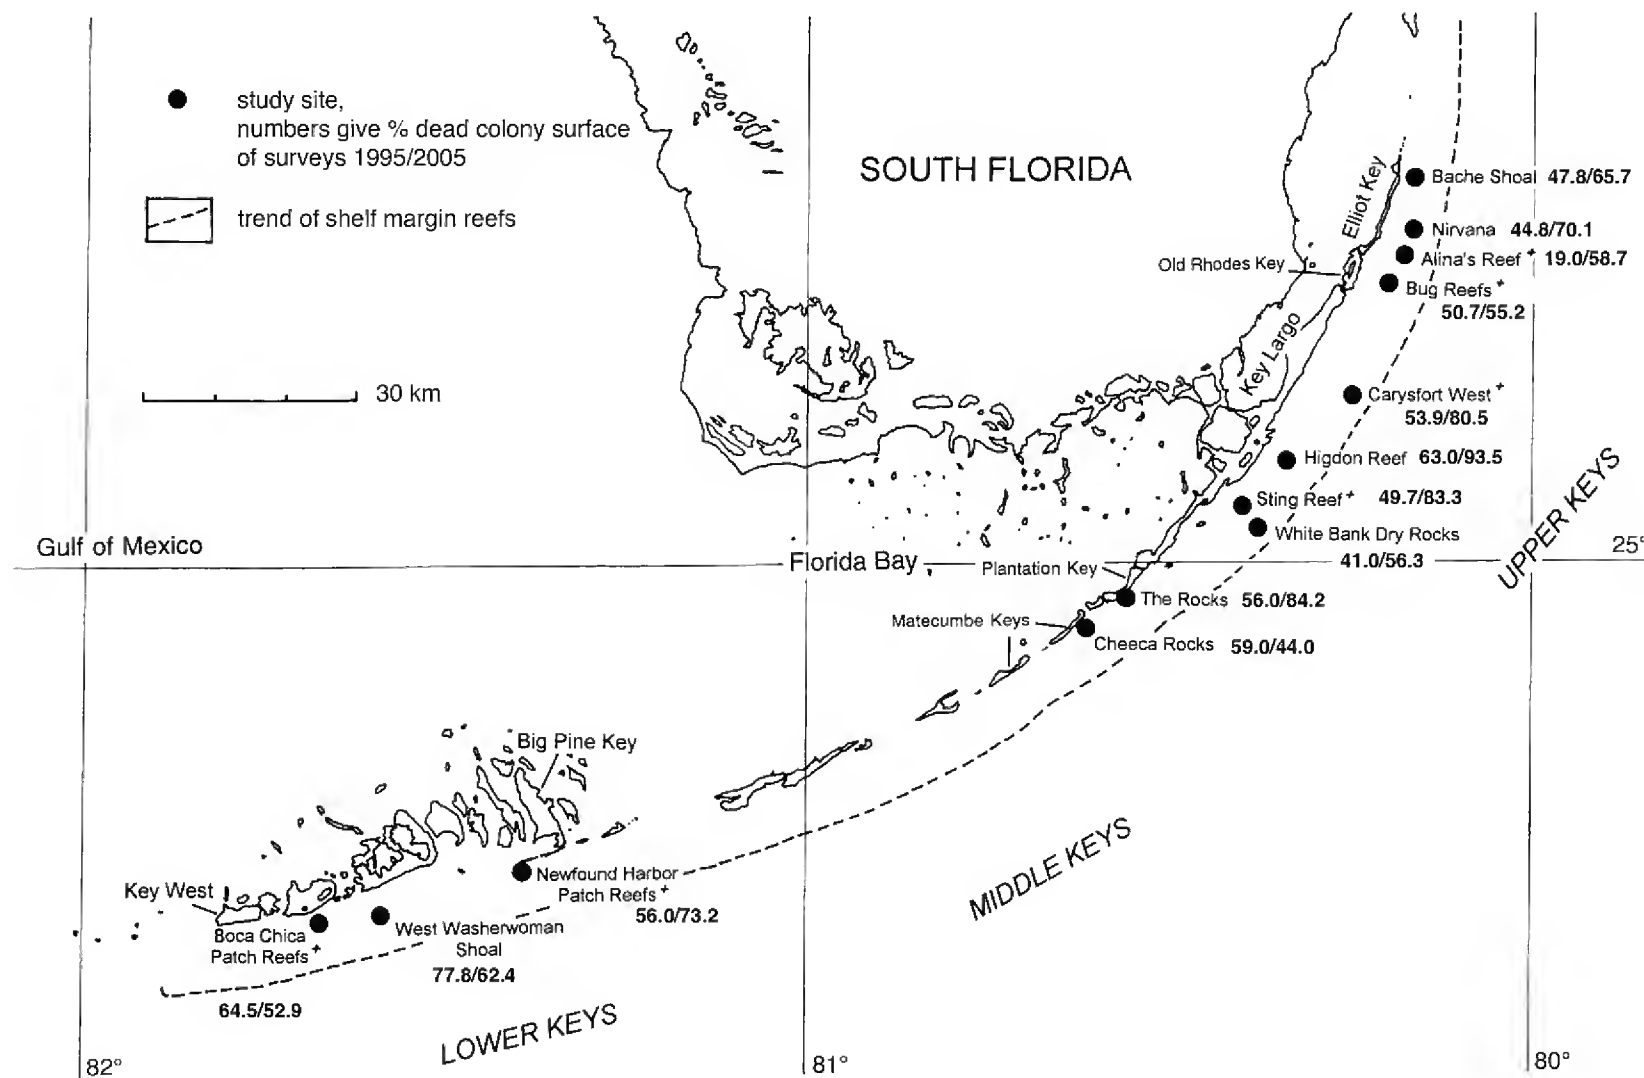 study site,
numbers give % dead colony surface
of surveys 1995/2005
trend of shelf margin reefs
30 km
SOUTH FLORIDA
Elliot Key
Bache Shoal 47.8/65.7
Nirvana 44.8/70.1
Old Rhodes Key
Alina's Reef + 19.0/58.7
Bug Reefs +
50.7/55.2
Key Largo
Carysfort West +
53.9/80.5
Higdon Reef 63.0/93.5
Sting Reef + 49.7/83.3
White Bank Dry Rocks
41.0/56.3
UPPER KEYS
25°
Gulf of Mexico
Florida Bay
Plantation Key
The Rocks 56.0/84.2
Matecumbe Keys
Cheeca Rocks 59.0/44.0
Big Pine Key
MIDDLE KEYS
Newfound Harbor
Patch Reefs +
56.0/73.2
Key West
Boca Chica
Patch Reefs +
64.5/52.9
West Washerwoman
Shoal
77.8/62.4
LOWER KEYS
82°
81°
80°